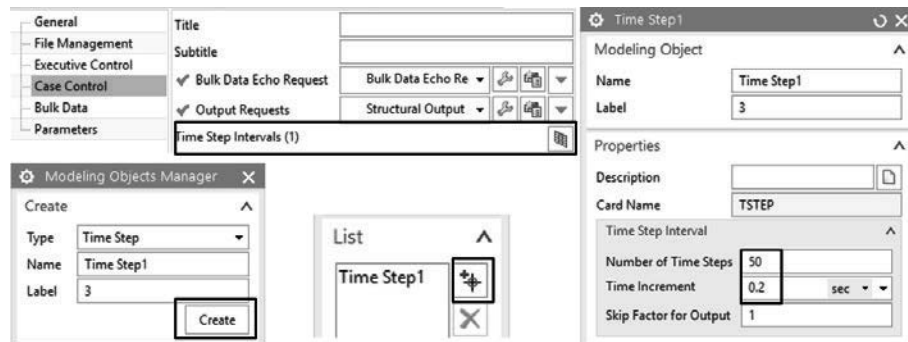 General
File Management
Executive Control
Case Control
Bulk Data
Parameters
Title
Subtitle
Bulk Data Echo Request Bulk Data Echo Re
Output Requests Structural Output
Time Step Intervals (1)
Modeling Objects Manager
Create
Type Time Step
Name Time Step1
Label 3
Create
List
Time Step1
Time Step1
Modeling Object
Name Time Step1
Label 3
Properties
Description
Card Name TSTEP
Time Step Interval
Number of Time Steps 50
Time Increment 0.2 sec
Skip Factor for Output 1